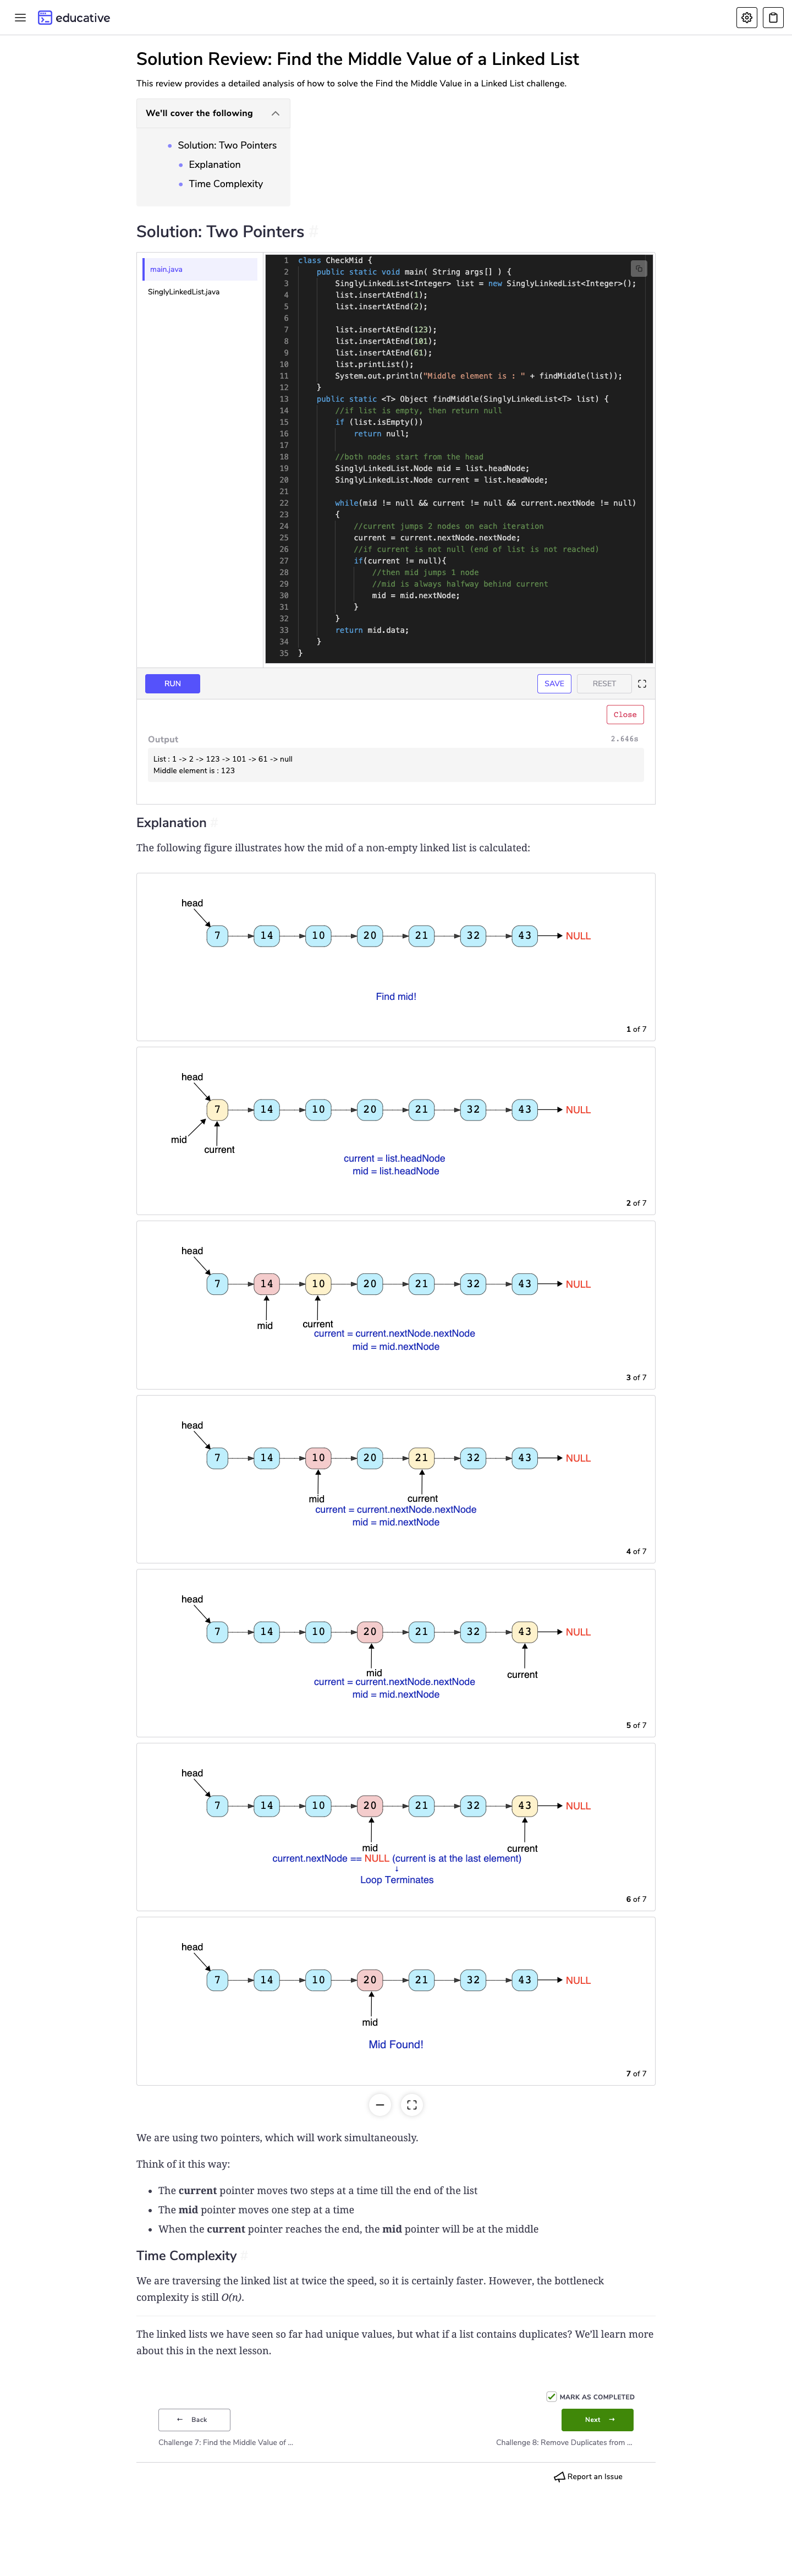 educative
Solution Review: Find the Middle Value of a Linked List
This review provides a detailed analysis of how to solve the Find the Middle Value in a Linked List challenge.
We'll cover the following
Solution: Two Pointers
Explanation
Time Complexity
Solution: Two Pointers #
main.java
SinglyLinkedList.java
1 class CheckMid {
2 public static void main( String args[] ) {
3 SinglyLinkedList<Integer> list = new SinglyLinkedList<Integer>();
4 list.insertAtEnd(1);
5 list.insertAtEnd(2);
6
7 list.insertAtEnd(123);
8 list.insertAtEnd(101);
9 list.insertAtEnd(61);
10 list.printList();
11 System.out.println("Middle element is : " + findMiddle(list));
12 }
13 public static <T> Object findMiddle(SinglyLinkedList<T> list) {
14 //if list is empty, then return null
15 if (list.isEmpty())
16 return null;
17
18 //both nodes start from the head
19 SinglyLinkedList.Node mid = list.headNode;
20 SinglyLinkedList.Node current = list.headNode;
21
22 while(mid != null && current != null && current.nextNode != null)
23 {
24 //current jumps 2 nodes on each iteration
25 current = current.nextNode.nextNode;
26 //if current is not null (end of list is not reached)
27 if(current != null){
28 //then mid jumps 1 node
29 //mid is always halfway behind current
30 mid = mid.nextNode;
31 }
32 }
33 return mid.data;
34 }
35 }
RUN
SAVE
RESET
Close
Output
2.646s
List : 1 -> 2 -> 123 -> 101 -> 61 -> null
Middle element is : 123
Explanation #
The following figure illustrates how the mid of a non-empty linked list is calculated:
head
7 14 10 20 21 32 43 NULL
Find mid!
1 of 7
head
7 14 10 20 21 32 43 NULL
mid
current
current = list.headNode
mid = list.headNode
2 of 7
head
7 14 10 20 21 32 43 NULL
mid current
current = current.nextNode.nextNode
mid = mid.nextNode
3 of 7
head
7 14 10 20 21 32 43 NULL
mid current
current = current.nextNode.nextNode
mid = mid.nextNode
4 of 7
head
7 14 10 20 21 32 43 NULL
mid current
current = current.nextNode.nextNode
mid = mid.nextNode
5 of 7
head
7 14 10 20 21 32 43 NULL
mid current
current.nextNode == NULL (current is at the last element)
↓
Loop Terminates
6 of 7
head
7 14 10 20 21 32 43 NULL
mid
Mid Found!
7 of 7
We are using two pointers, which will work simultaneously.
Think of it this way:
The current pointer moves two steps at a time till the end of the list
The mid pointer moves one step at a time
When the current pointer reaches the end, the mid pointer will be at the middle
Time Complexity #
We are traversing the linked list at twice the speed, so it is certainly faster. However, the bottleneck
complexity is still O(n).
The linked lists we have seen so far had unique values, but what if a list contains duplicates? We'll learn more
about this in the next lesson.
MARK AS COMPLETED
← Back
Next →
Challenge 7: Find the Middle Value of ...
Challenge 8: Remove Duplicates from ...
Report an Issue